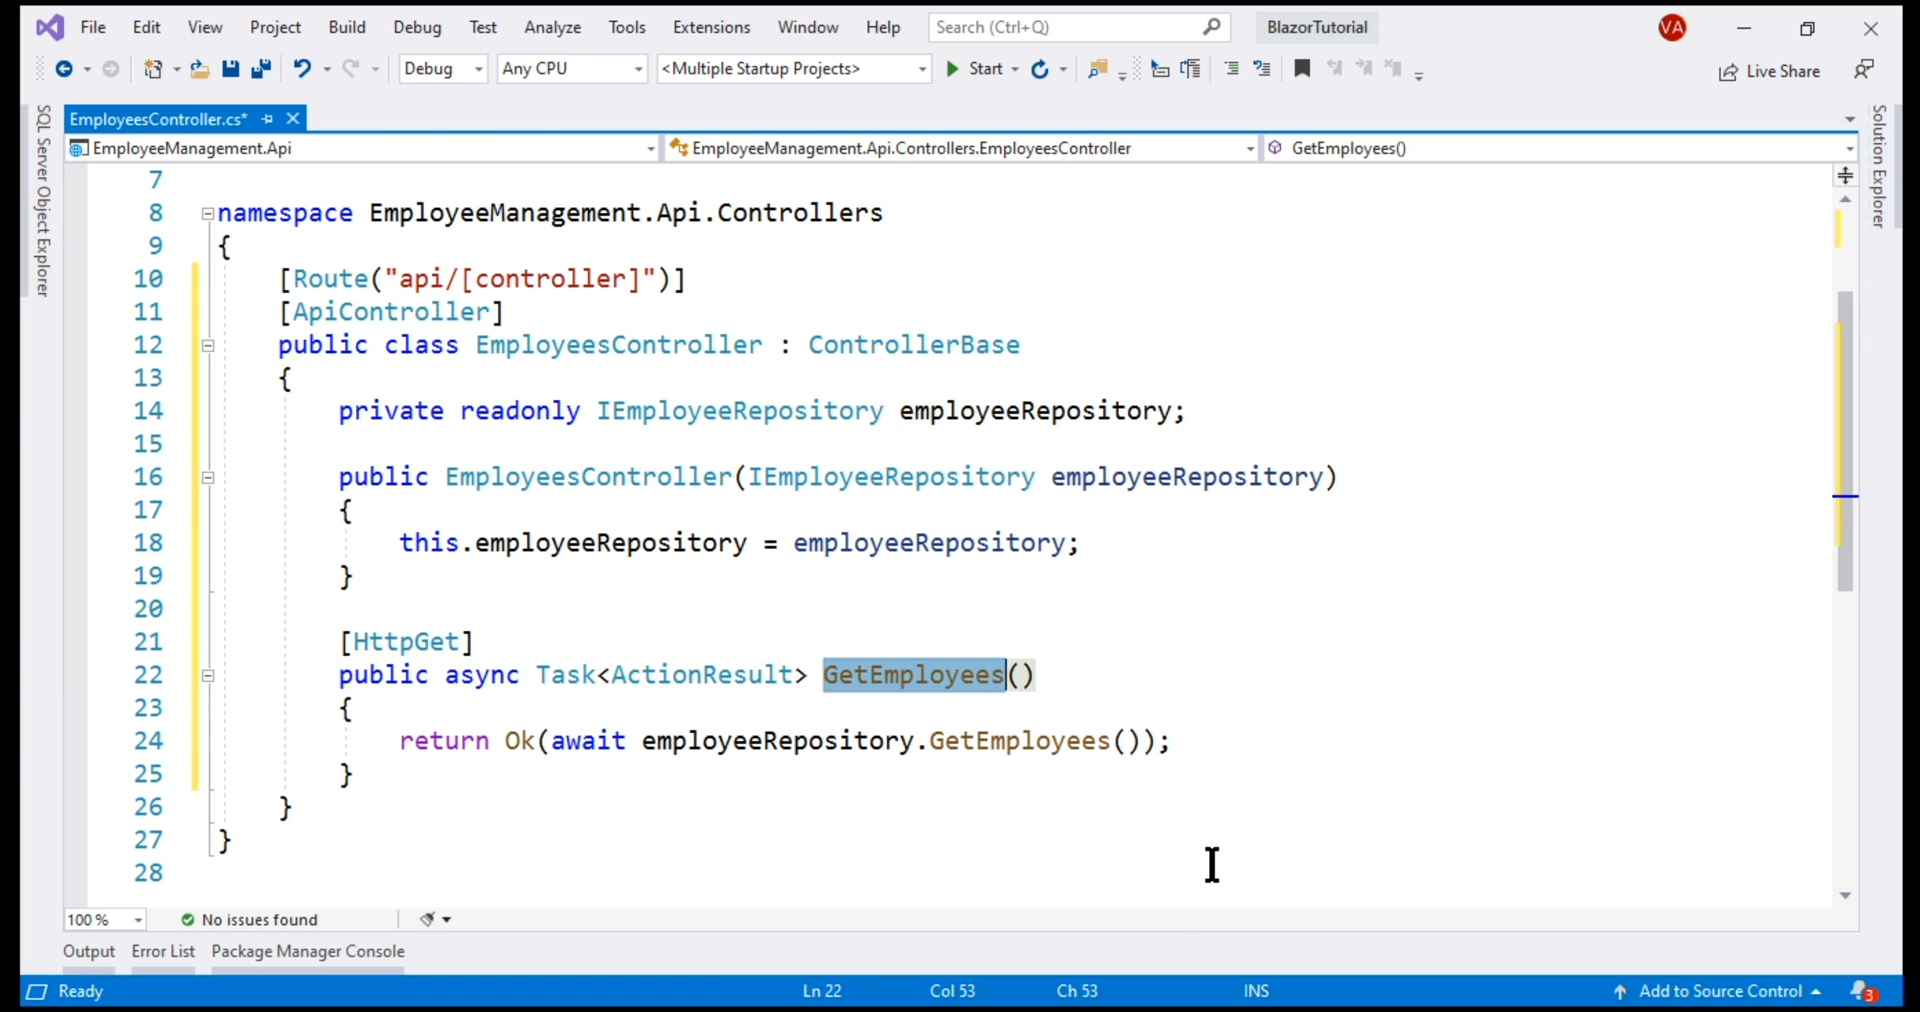 File Edit View Project Build Debug Test Analyze Tools Extensions Window Help Search (Ctrl+Q) BlazorTutorial VA
Debug Any CPU <Multiple Startup Projects> Start Live Share
SQL Server Object Explorer
EmployeesController.cs*
Solution Explorer
EmployeeManagement.Api EmployeeManagement.Api.Controllers.EmployeesController GetEmployees()
7
8 namespace EmployeeManagement.Api.Controllers
9 {
10 [Route("api/[controller]")]
11 [ApiController]
12 public class EmployeesController : ControllerBase
13 {
14 private readonly IEmployeeRepository employeeRepository;
15
16 public EmployeesController(IEmployeeRepository employeeRepository)
17 {
18 this.employeeRepository = employeeRepository;
19 }
20
21 [HttpGet]
22 public async Task<ActionResult> GetEmployees()
23 {
24 return Ok(await employeeRepository.GetEmployees());
25 }
26 }
27 }
28
100 % No issues found
Output Error List Package Manager Console
Ready Ln 22 Col 53 Ch 53 INS Add to Source Control 3